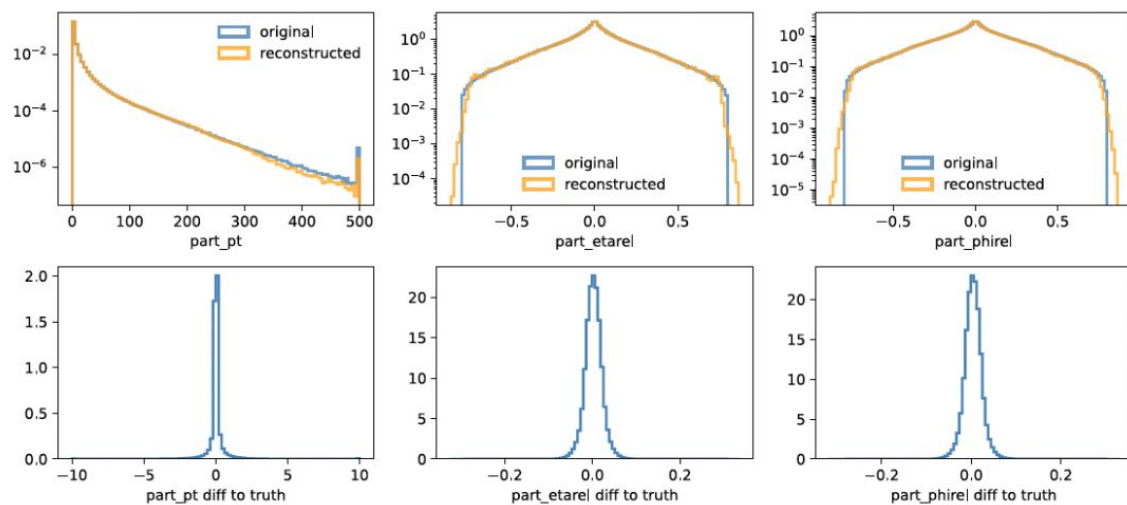 original
reconstructed
10⁻²
10⁻⁴
10⁻⁶
0 100 200 300 400 500
part_pt
10⁰
10⁻¹
10⁻²
10⁻³
10⁻⁴
original
reconstructed
−0.5 0.0 0.5
part_etarel
10⁰
10⁻¹
10⁻²
10⁻³
10⁻⁴
10⁻⁵
original
reconstructed
−0.5 0.0 0.5
part_phirel
2.0
1.5
1.0
0.5
0.0
−10 −5 0 5 10
part_pt diff to truth
20
15
10
5
0
−0.2 0.0 0.2
part_etarel diff to truth
20
15
10
5
0
−0.2 0.0 0.2
part_phirel diff to truth